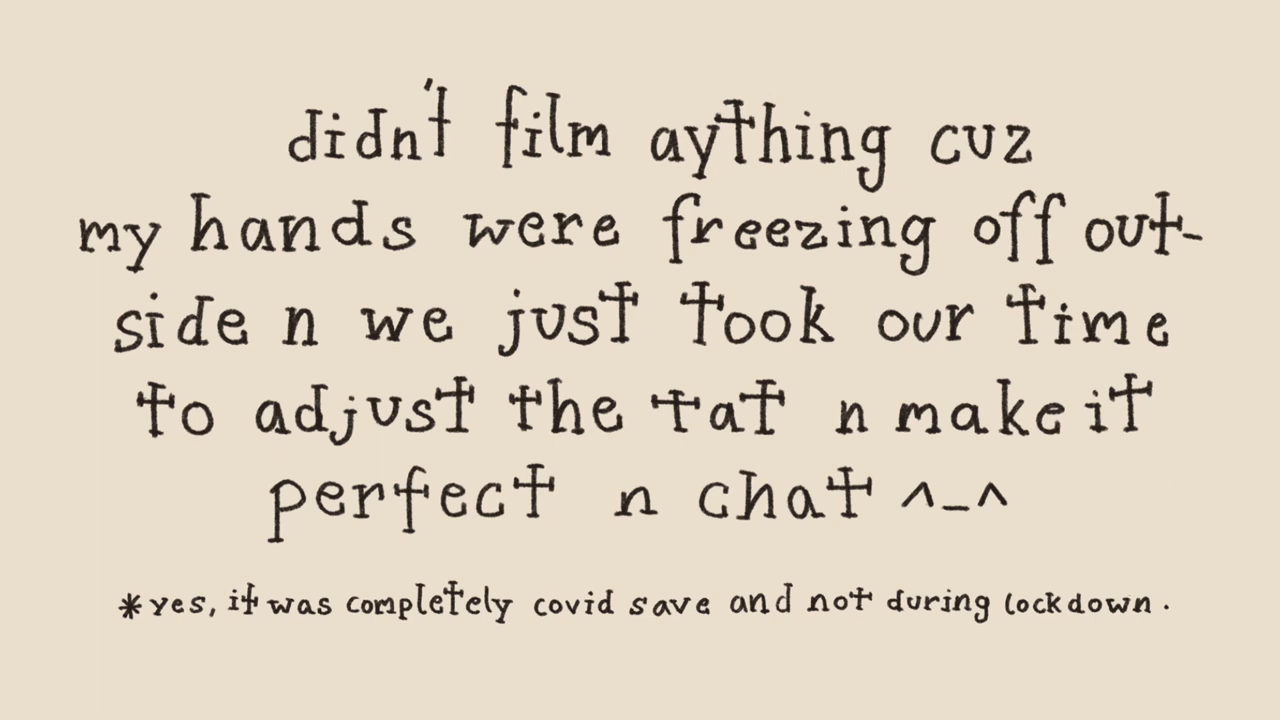 didn't film aything cuz
my hands were freezing off out-
side n we just took our time
to adjust the tat n make it
perfect n chat ^_^
*yes, it was completely covid save and not during lockdown.